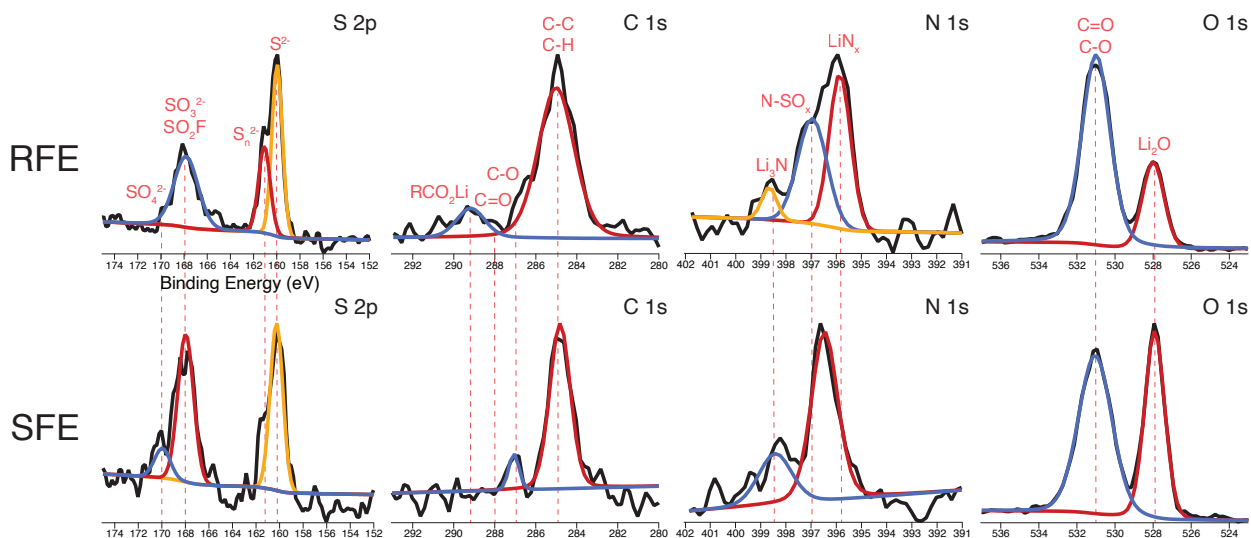 S 2p
S²⁻
SO₃²⁻
SO₂F
Sₙ²⁻
SO₄²⁻
C 1s
C-C
C-H
C-O
RCO₂Li
C=O
N 1s
LiNₓ
N-SOₓ
Li₃N
O 1s
C=O
C-O
Li₂O
RFE
174 170 168 166 164 162 160 158 156 154 152
292 290 288 286 284 282 280
402 400 399 398 397 396 395 394 393 392 391
536 534 532 530 528 526 524
Binding Energy (eV)
S 2p
C 1s
N 1s
O 1s
SFE
174 170 168 166 164 162 160 158 156 154 152
292 290 288 286 284 282 280
402 400 399 398 397 396 395 394 393 392 391
536 534 532 530 528 526 524